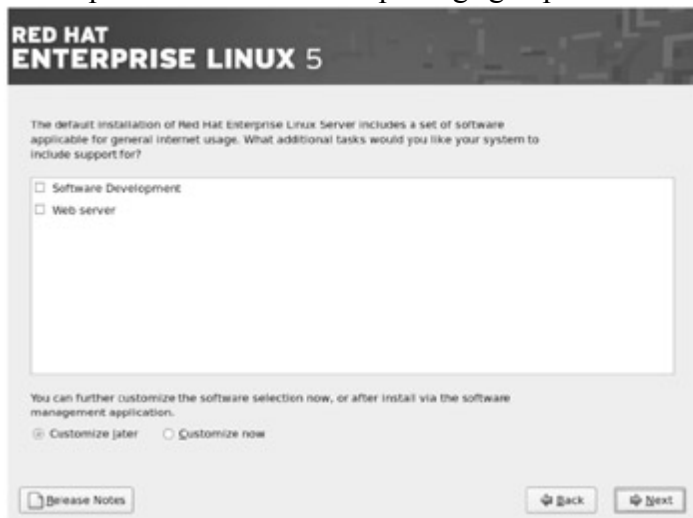 RED HAT
ENTERPRISE LINUX 5
The default installation of Red Hat Enterprise Linux Server includes a set of software
applicable for general internet usage. What additional tasks would you like your system to
include support for?
Software Development
Web server
You can further customize the software selection now, or after install via the software
management application.
Customize later Customize now
Release Notes Back Next